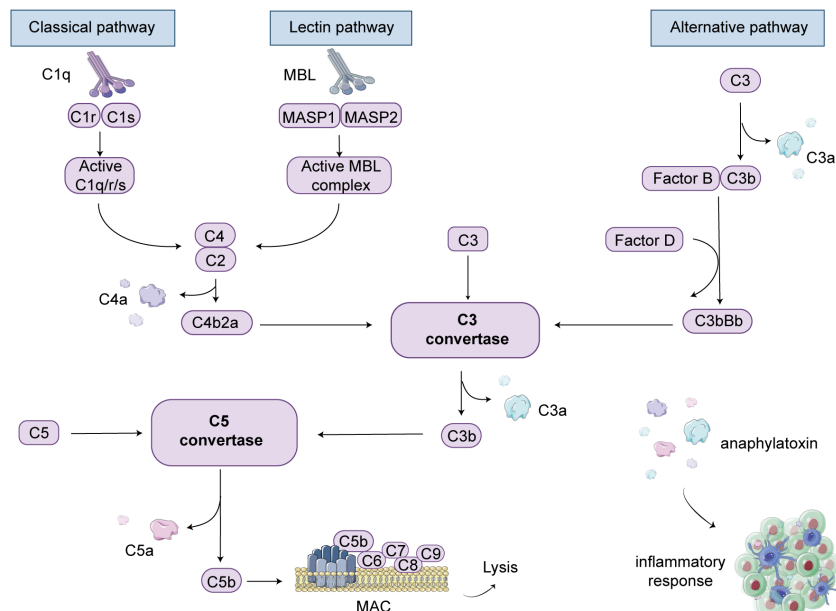 Classical pathway
Lectin pathway
Alternative pathway
C1q
MBL
C3
C1r C1s
MASP1 MASP2
C3a
Active
C1q/r/s
Active MBL
complex
Factor B C3b
C4
C2
C3
Factor D
C4a
C4b2a
C3
convertase
C3bBb
C3a
C5
C5
convertase
C3b
anaphylatoxin
C5a
C5b
C5b
C6
C7
C8
C9
Lysis
MAC
inflammatory
response